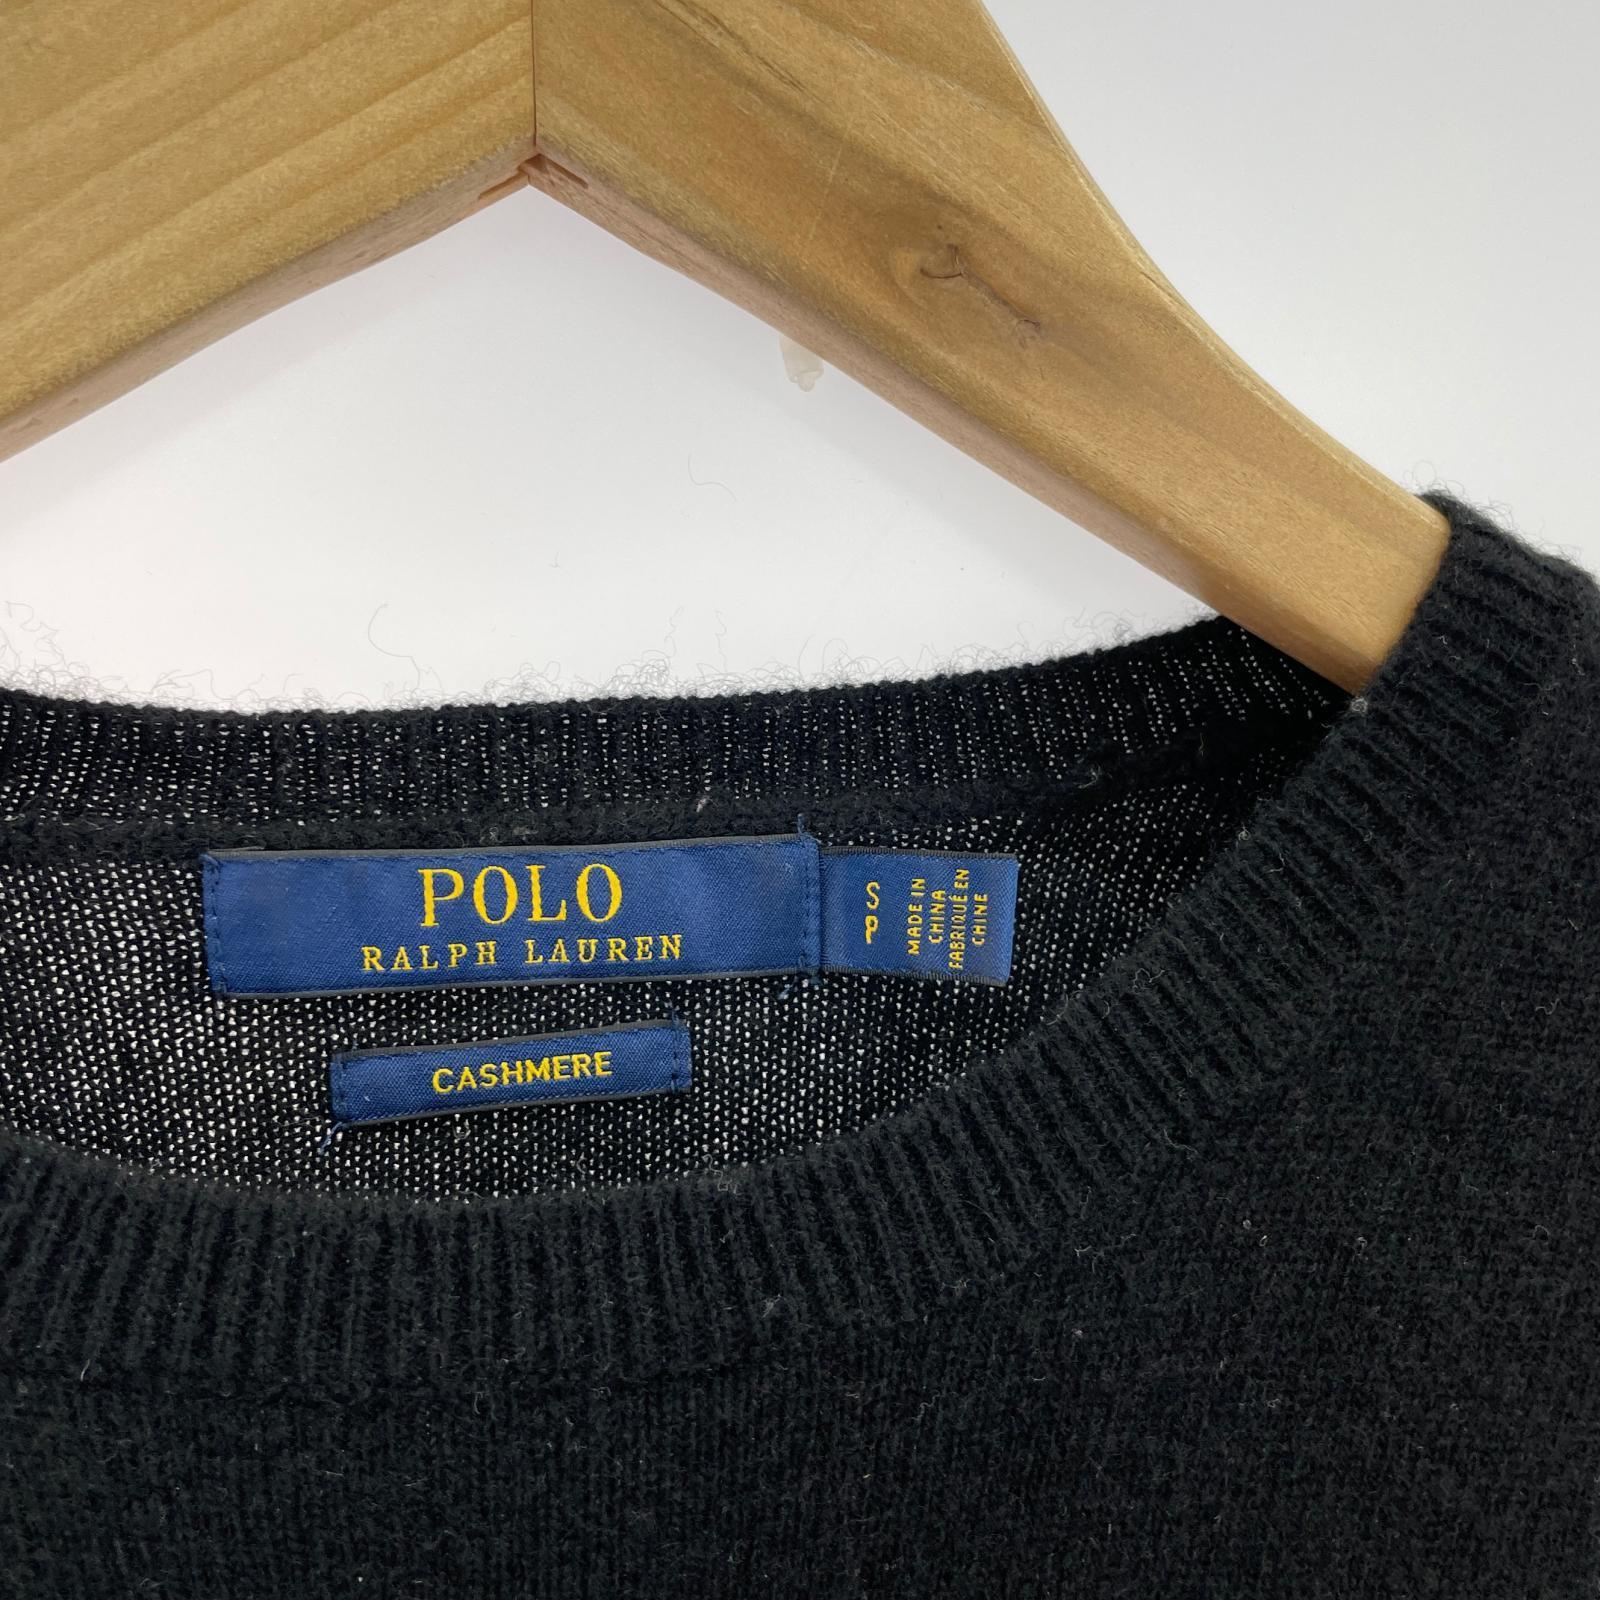 POLO
RALPH LAUREN
S
P
MADE IN
CHINA
FABRIQUÉ EN
CHINE
CASHMERE